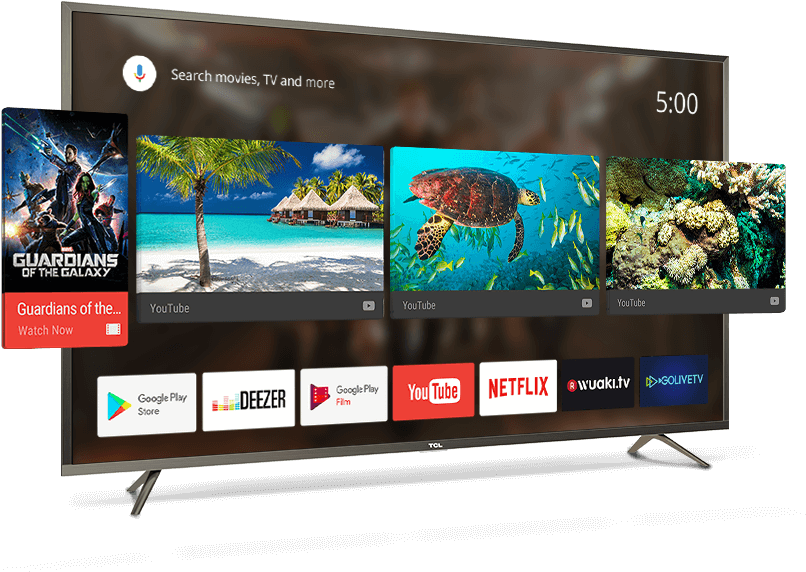 Search movies, TV and more
5:00
GUARDIANS
OF THE GALAXY
Guardians of the...
Watch Now
YouTube
YouTube
YouTube
Google Play
Store
DEEZER
Google Play
Film
YouTube
NETFLIX
wuaki.tv
GOLIVETV
TCL